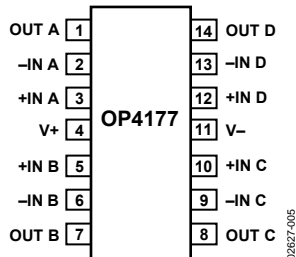 OUT A 1 14 OUT D
–IN A 2 13 –IN D
+IN A 3 12 +IN D
V+ 4 OP4177 11 V–
+IN B 5 10 +IN C
–IN B 6 9 –IN C
OUT B 7 8 OUT C
02627-005